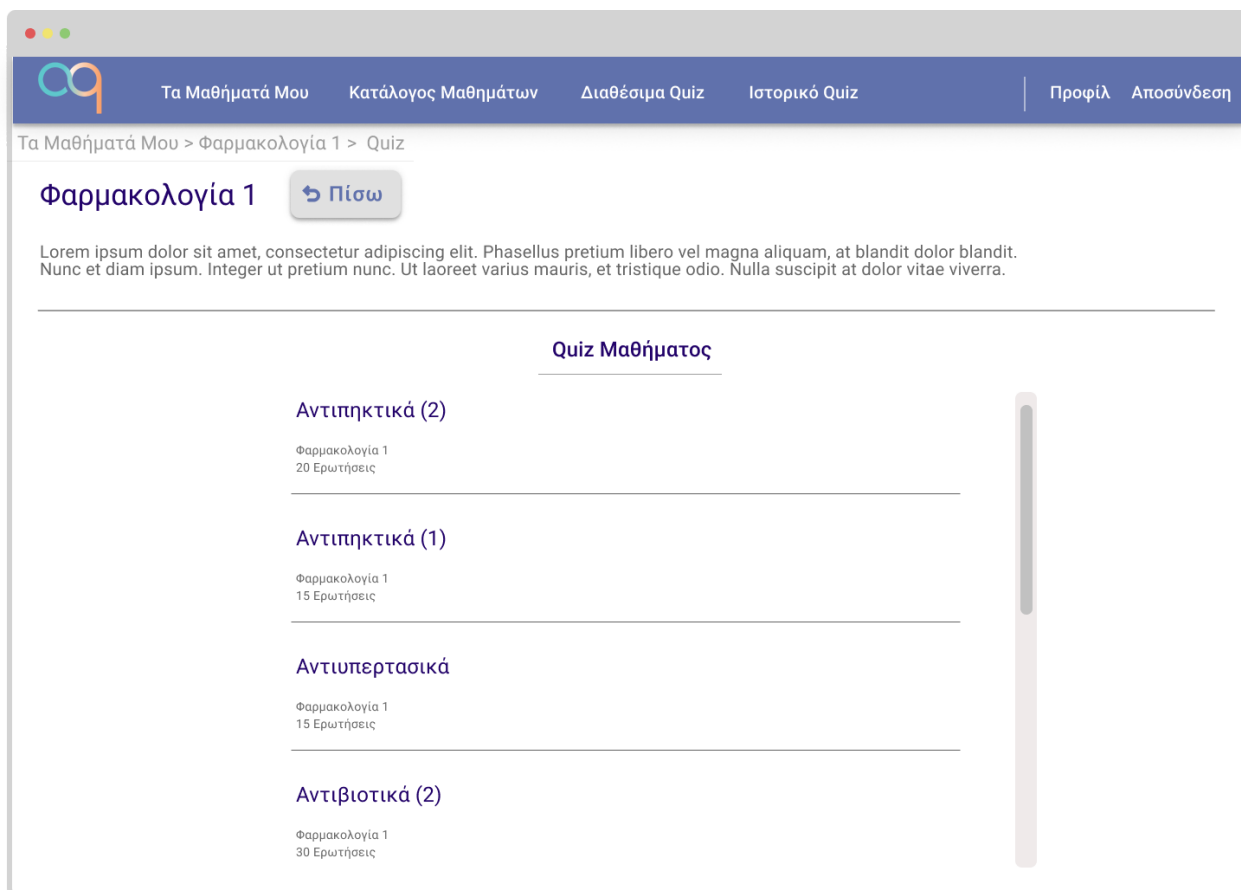 Τα Μαθήματά Μου Κατάλογος Μαθημάτων Διαθέσιμα Quiz Ιστορικό Quiz Προφίλ Αποσύνδεση
Τα Μαθήματά Μου > Φαρμακολογία 1 > Quiz
Φαρμακολογία 1 Πίσω
Lorem ipsum dolor sit amet, consectetur adipiscing elit. Phasellus pretium libero vel magna aliquam, at blandit dolor blandit.
Nunc et diam ipsum. Integer ut pretium nunc. Ut laoreet varius mauris, et tristique odio. Nulla suscipit at dolor vitae viverra.
Quiz Μαθήματος
Αντιπηκτικά (2)
Φαρμακολογία 1
20 Ερωτήσεις
Αντιπηκτικά (1)
Φαρμακολογία 1
15 Ερωτήσεις
Αντιυπερτασικά
Φαρμακολογία 1
15 Ερωτήσεις
Αντιβιοτικά (2)
Φαρμακολογία 1
30 Ερωτήσεις